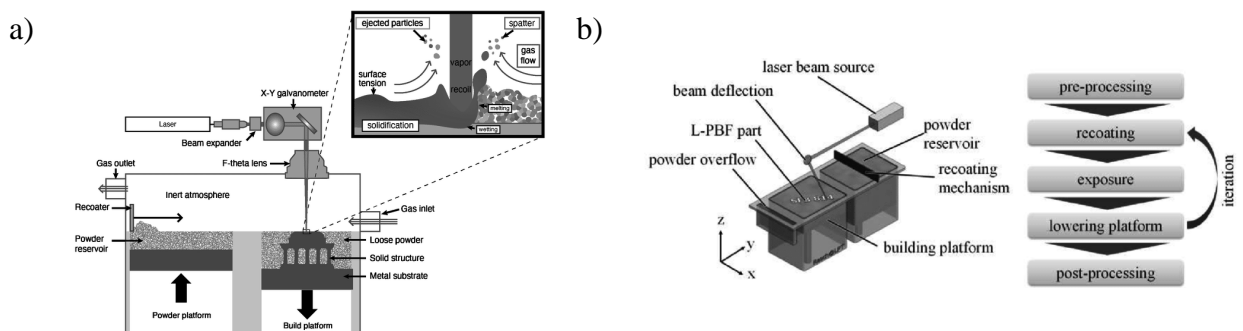 a)
ejected particles
spatter
gas
flow
surface
tension
vapor
recoil
melting
solidification
wetting
X-Y galvanometer
Laser
Beam expander
F-theta lens
Gas outlet
Inert atmosphere
Recoater
Gas inlet
Powder
reservoir
Loose powder
Solid structure
Metal substrate
Powder platform
Build platform
b)
laser beam source
beam deflection
L-PBF part
powder overflow
powder
reservoir
recoating
mechanism
building platform
z
y
x
pre-processing
recoating
exposure
lowering platform
post-processing
iteration